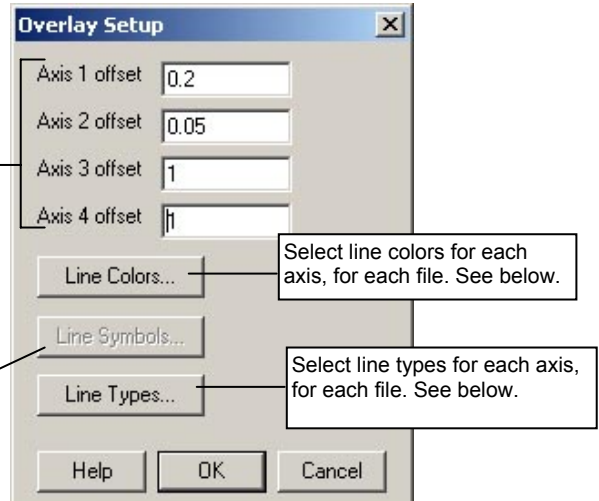 Overlay Setup
Axis 1 offset 0.2
Axis 2 offset 0.05
Axis 3 offset 1
Axis 4 offset 1
Line Colors...
Select line colors for each
axis, for each file. See below.
Line Symbols...
Line Types...
Select line types for each axis,
for each file. See below.
Help OK Cancel